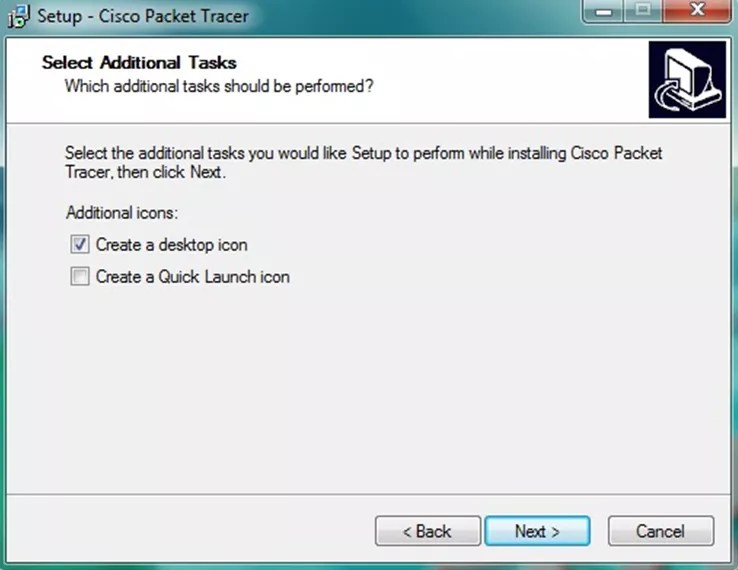 Setup - Cisco Packet Tracer
Select Additional Tasks
Which additional tasks should be performed?
Select the additional tasks you would like Setup to perform while installing Cisco Packet
Tracer, then click Next.
Additional icons:
Create a desktop icon
Create a Quick Launch icon
< Back Next > Cancel